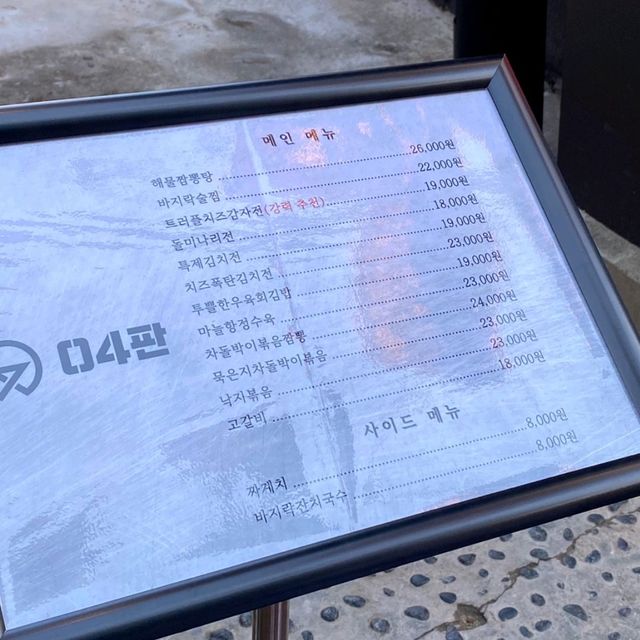 메인 메뉴
해물짬뽕탕 26,000원
바지락술찜 22,000원
트리플치즈감자전(강력 추천) 19,000원
돌미나리전 18,000원
특제김치전 19,000원
치즈폭탄김치전 23,000원
투뿔한우육회김밥 19,000원
마늘항정수육 23,000원
차돌박이볶음짬뽕 24,000원
묵은지차돌박이볶음 23,000원
낙지볶음 23,000원
고갈비 18,000원
04판
사이드 메뉴
짜게치 8,000원
바지락잔치국수 8,000원